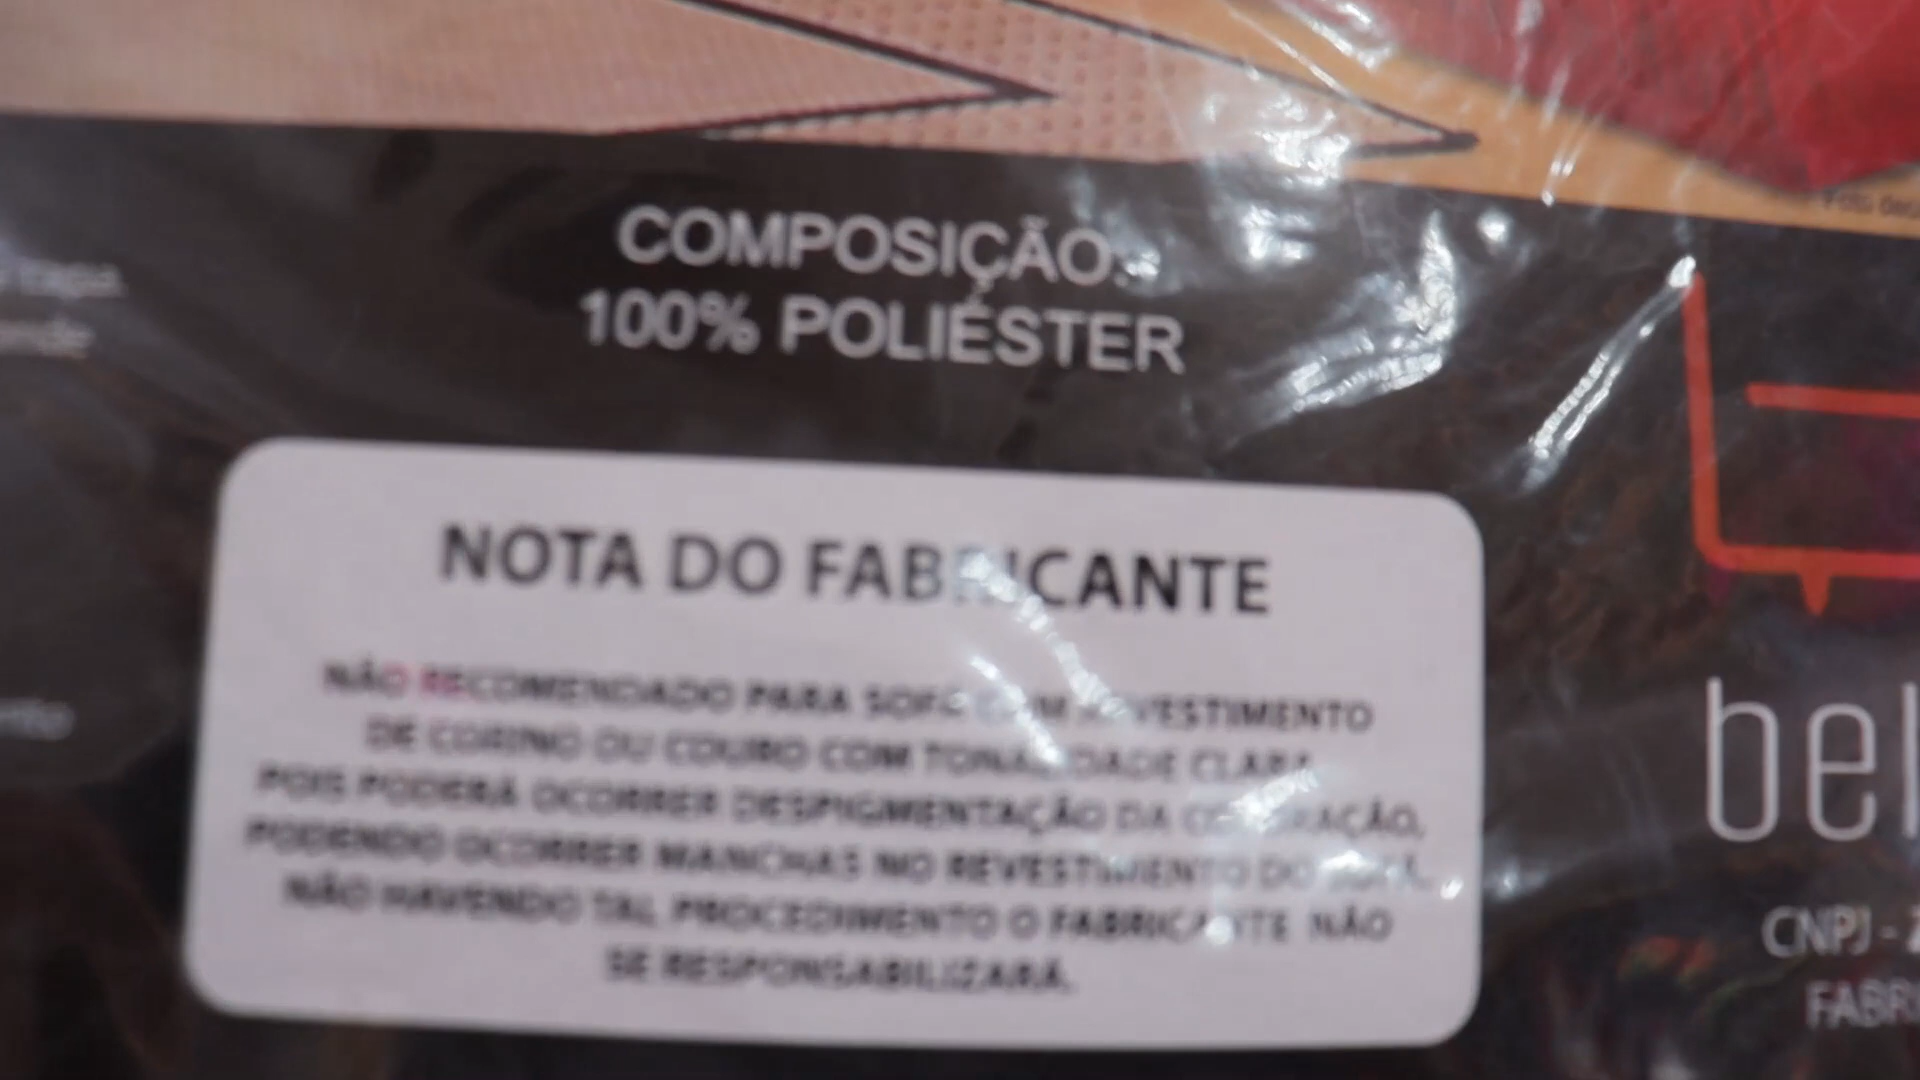 COMPOSIÇÃO:
100% POLIÉSTER
NOTA DO FABRICANTE
NÃO RECOMENDADO PARA SOFÁ COM REVESTIMENTO
DE CORINO OU COURO COM TONALIDADE CLARA
POIS PODERÁ OCORRER DESPIGMENTAÇÃO DA COLORAÇÃO,
PODENDO OCORRER MANCHAS NO REVESTIMENTO DO SOFÁ.
NÃO HAVENDO TAL PROCEDIMENTO O FABRICANTE NÃO
SE RESPONSABILIZARÁ.
bel
CNPJ -
FABRI